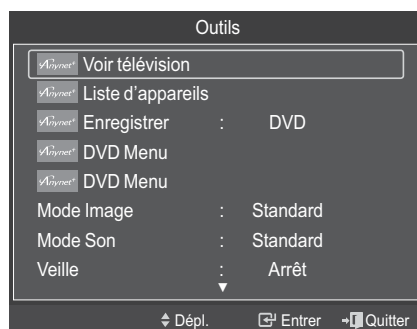 Outils
Anynet+ Voir télévision
Anynet+ Liste d'appareils
Anynet+ Enregistrer : DVD
Anynet+ DVD Menu
Anynet+ DVD Menu
Mode Image : Standard
Mode Son : Standard
Veille : Arrêt
Dépl. Entrer Quitter